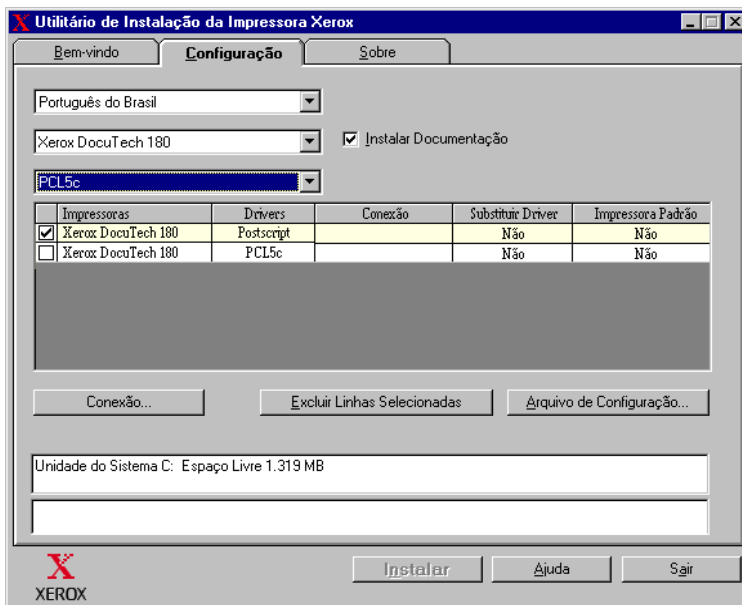 Utilitário de Instalação da Impressora Xerox
Bem-vindo Configuração Sobre
Português do Brasil
Xerox DocuTech 180 Instalar Documentação
PCL5c
Impressoras Drivers Conexão Substituir Driver Impressora Padrão
Xerox DocuTech 180 Postscript Não Não
Xerox DocuTech 180 PCL5c Não Não
Conexão... Excluir Linhas Selecionadas Arquivo de Configuração...
Unidade do Sistema C: Espaço Livre 1.319 MB
X
XEROX
Instalar Ajuda Sair